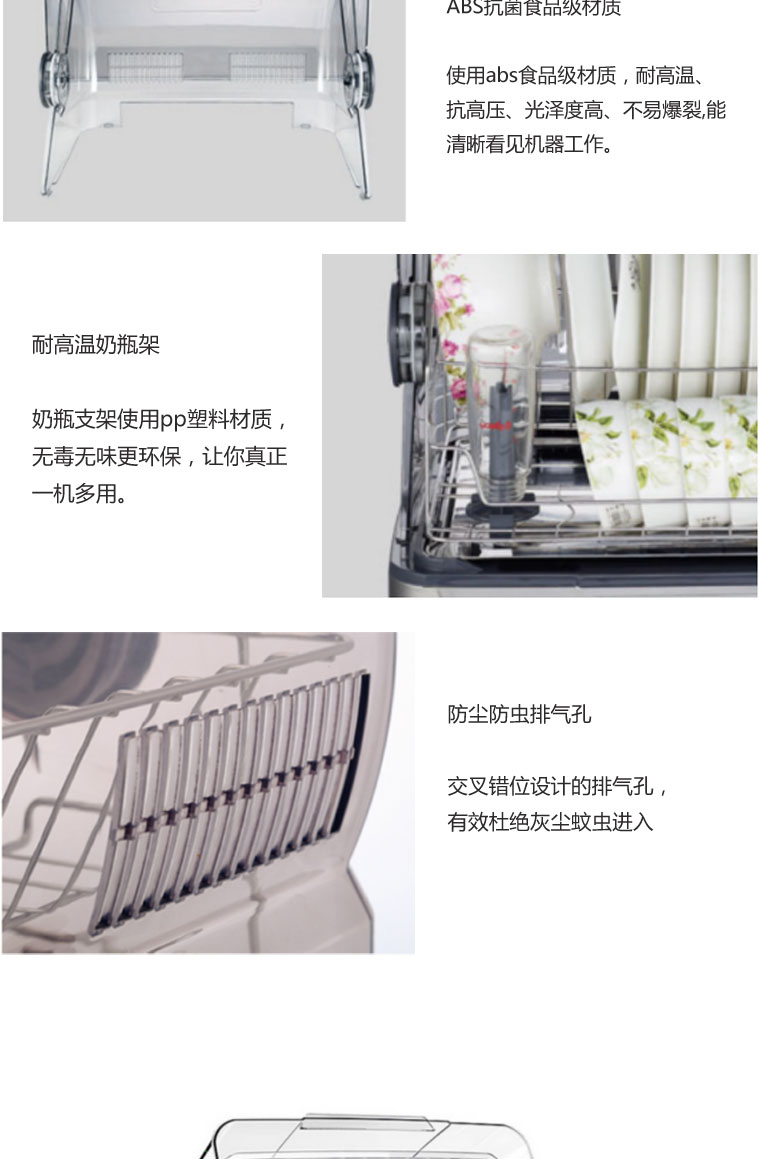 ABS抗菌食品级材质
使用abs食品级材质，耐高温、
抗高压、光泽度高、不易爆裂,能
清晰看见机器工作。
耐高温奶瓶架
奶瓶支架使用pp塑料材质，
无毒无味更环保，让你真正
一机多用。
防尘防虫排气孔
交叉错位设计的排气孔，
有效杜绝灰尘蚊虫进入